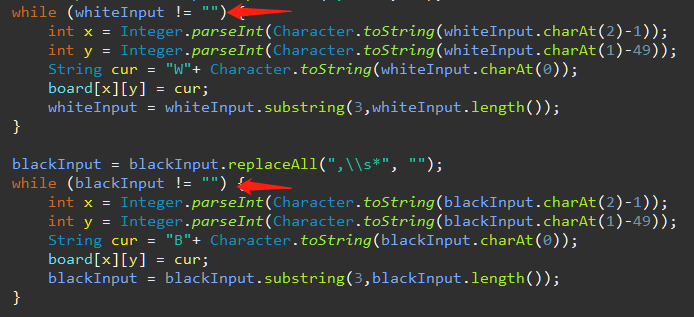 while (whiteInput != "") {
int x = Integer.parseInt(Character.toString(whiteInput.charAt(2)-1));
int y = Integer.parseInt(Character.toString(whiteInput.charAt(1)-49));
String cur = "W"+ Character.toString(whiteInput.charAt(0));
board[x][y] = cur;
whiteInput = whiteInput.substring(3,whiteInput.length());
}
blackInput = blackInput.replaceAll(",\\s*", "");
while (blackInput != "") {
int x = Integer.parseInt(Character.toString(blackInput.charAt(2)-1));
int y = Integer.parseInt(Character.toString(blackInput.charAt(1)-49));
String cur = "B"+ Character.toString(blackInput.charAt(0));
board[x][y] = cur;
blackInput = blackInput.substring(3,blackInput.length());
}